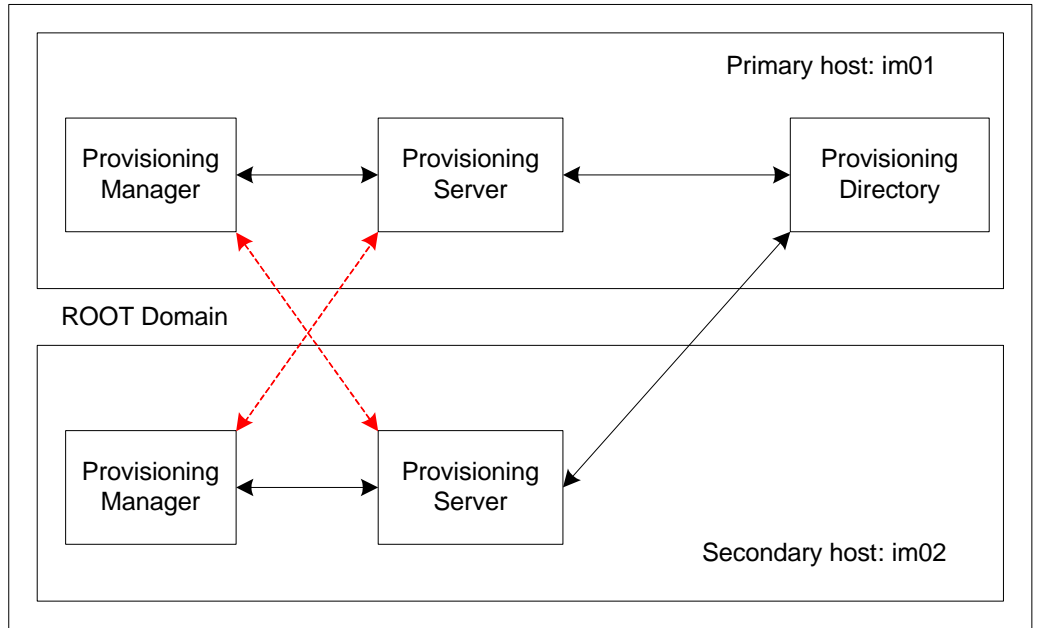 Primary host: im01
Provisioning
Manager
Provisioning
Server
Provisioning
Directory
ROOT Domain
Provisioning
Manager
Provisioning
Server
Secondary host: im02